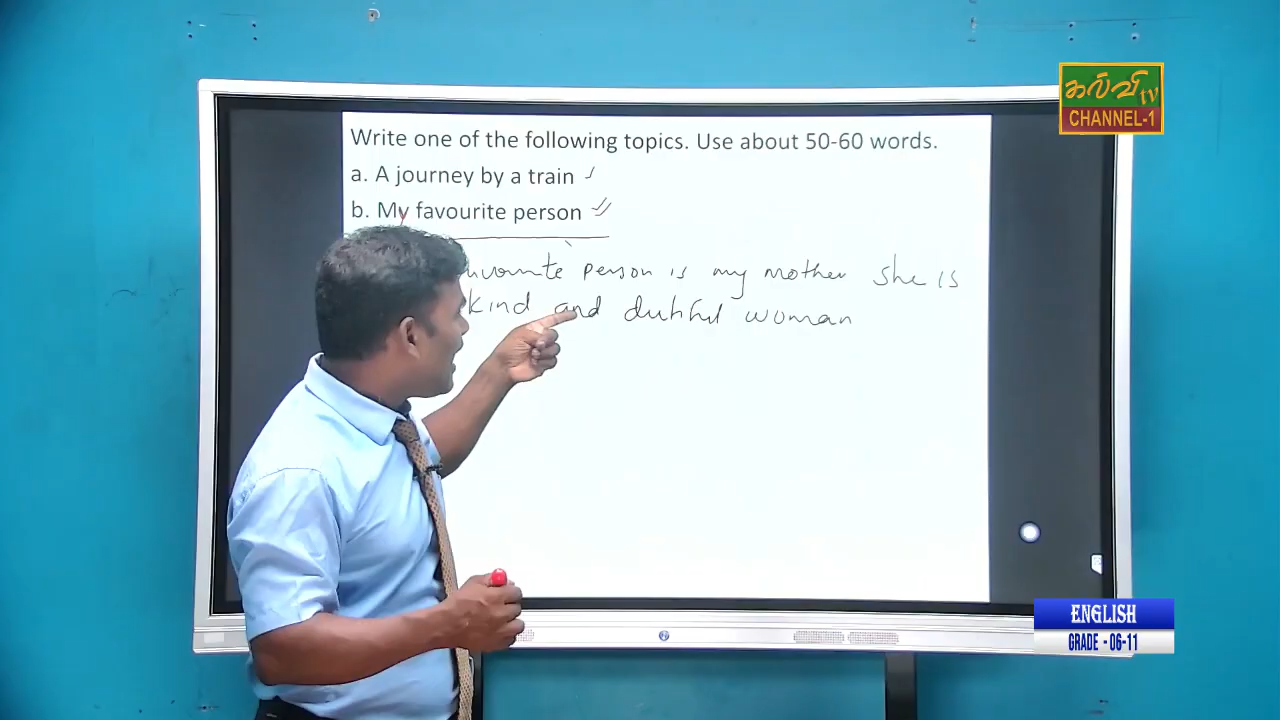 கல்வி TV
CHANNEL-1
Write one of the following topics. Use about 50-60 words.
a. A journey by a train
b. My favourite person
person is my mother she is
kind and dutiful woman
ENGLISH
GRADE - 06-11